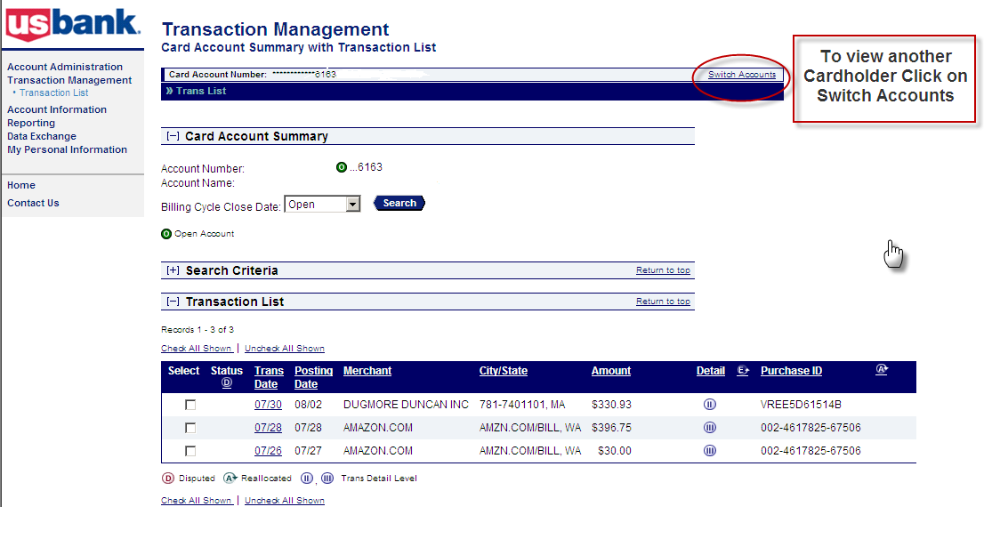 usbank.
Account Administration
Transaction Management
• Transaction List
Account Information
Reporting
Data Exchange
My Personal Information
Home
Contact Us
Transaction Management
Card Account Summary with Transaction List
Card Account Number: ************6163
Switch Accounts
» Trans List
To view another
Cardholder Click on
Switch Accounts
[–] Card Account Summary
Account Number: O ...6163
Account Name:
Billing Cycle Close Date: Open Search
O Open Account
[+] Search Criteria Return to top
[–] Transaction List Return to top
Records 1 - 3 of 3
Check All Shown | Uncheck All Shown
Select Status D Trans Date Posting Date Merchant City/State Amount Detail E Purchase ID A
07/30 08/02 DUGMORE DUNCAN INC 781-7401101, MA $330.93 II VREE5D61514B
07/28 07/28 AMAZON.COM AMZN.COM/BILL, WA $396.75 III 002-4617825-67506
07/26 07/27 AMAZON.COM AMZN.COM/BILL, WA $30.00 III 002-4617825-67506
D Disputed A Reallocated II , III Trans Detail Level
Check All Shown | Uncheck All Shown